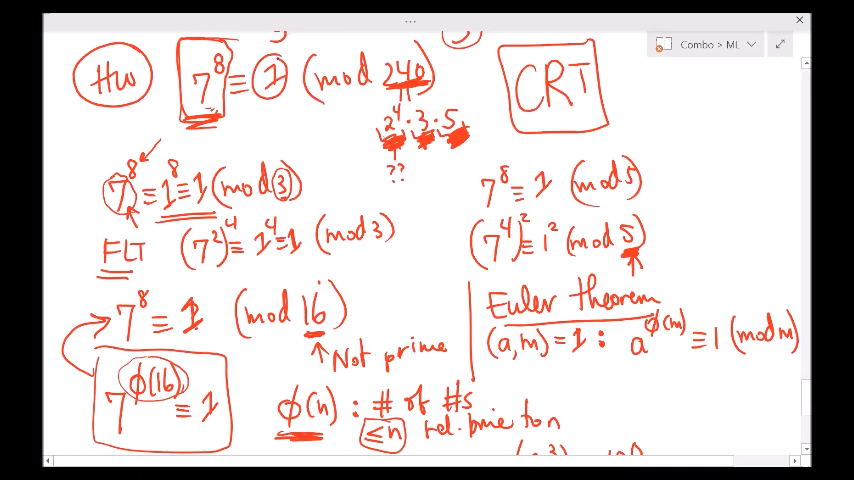 Combo > ML
HW 7^8 ≡ 1 (mod 240)
CRT
2^4 · 3 · 5
??
7^8 ≡ 1^8 ≡ 1 (mod 3)
FLT (7^2)^4 ≡ 1^4 ≡ 1 (mod 3)
7^8 ≡ 1 (mod 5)
(7^4)^2 ≡ 1^2 (mod 5)
7^8 ≡ 1 (mod 16)
Not prime
7^ϕ(16) ≡ 1
Euler theorem
(a,m) = 1 : a^ϕ(m) ≡ 1 (mod m)
ϕ(n) : # of #s
≤n rel. prime to n